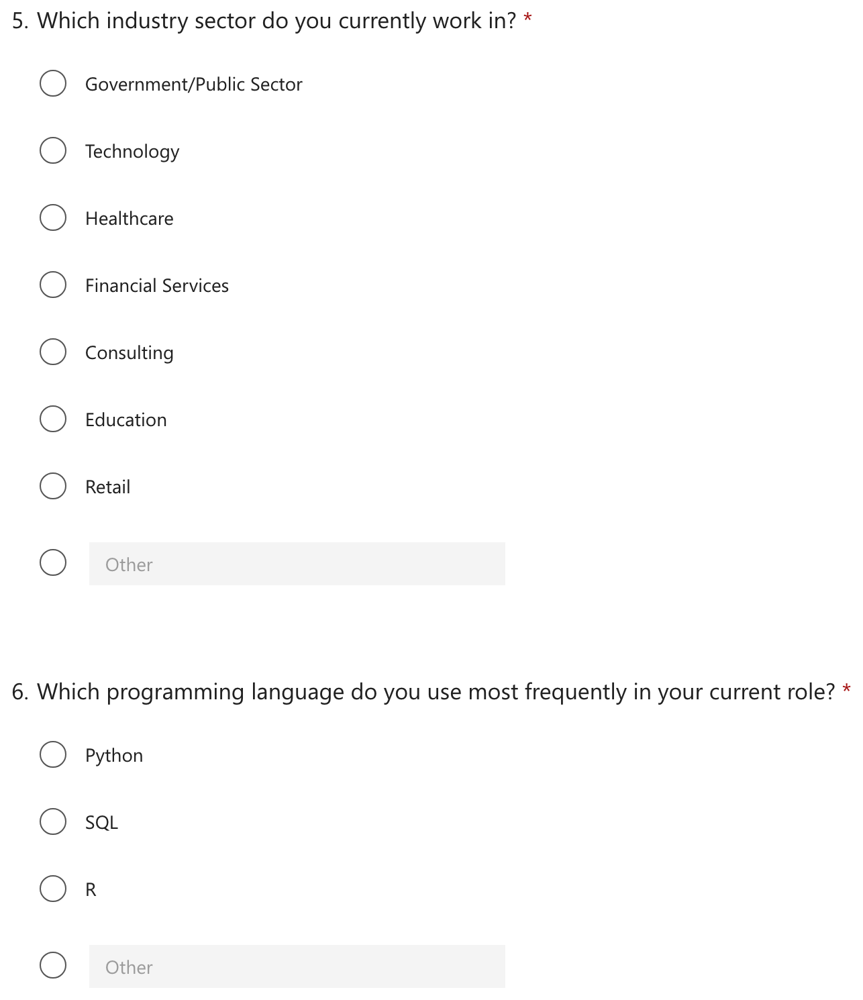 5. Which industry sector do you currently work in? *
Government/Public Sector
Technology
Healthcare
Financial Services
Consulting
Education
Retail
Other
6. Which programming language do you use most frequently in your current role? *
Python
SQL
R
Other